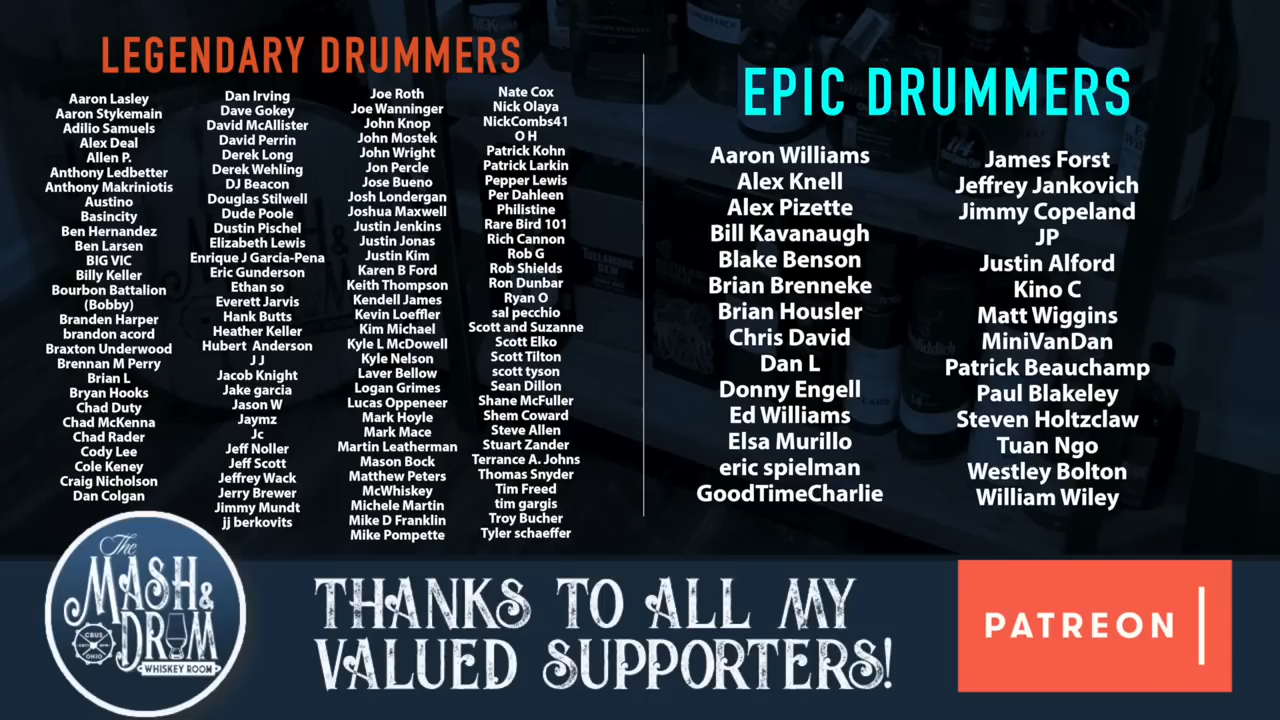 LEGENDARY DRUMMERS
Aaron Lasley
Aaron Stykemain
Adilio Samuels
Alex Deal
Allen P.
Anthony Ledbetter
Anthony Makriniotis
Austino
Basincity
Ben Hernandez
Ben Larsen
BIG VIC
Billy Keller
Bourbon Battalion
(Bobby)
Branden Harper
brandon acord
Braxton Underwood
Brennan M Perry
Brian L
Bryan Hooks
Chad Duty
Chad McKenna
Chad Rader
Cody Lee
Cole Keney
Craig Nicholson
Dan Colgan
Dan Irving
Dave Gokey
David McAllister
David Perrin
Derek Long
Derek Wehling
DJ Beacon
Douglas Stilwell
Dude Poole
Dustin Pischel
Elizabeth Lewis
Enrique J Garcia-Pena
Eric Gunderson
Ethan so
Everett Jarvis
Hank Butts
Heather Keller
Hubert Anderson
J J
Jacob Knight
Jake garcia
Jason W
Jaymz
Jc
Jeff Noller
Jeff Scott
Jeffrey Wack
Jerry Brewer
Jimmy Mundt
jj berkovits
Joe Roth
Joe Wanninger
John Knop
John Mostek
John Wright
Jon Percle
Jose Bueno
Josh Londergan
Joshua Maxwell
Justin Jenkins
Justin Jonas
Justin Kim
Karen B Ford
Keith Thompson
Kendell James
Kevin Loeffler
Kim Michael
Kyle L McDowell
Kyle Nelson
Laver Bellow
Logan Grimes
Lucas Oppeneer
Mark Hoyle
Mark Mace
Martin Leatherman
Mason Bock
Matthew Peters
McWhiskey
Michele Martin
Mike D Franklin
Mike Pompette
Nate Cox
Nick Olaya
NickCombs41
O H
Patrick Kohn
Patrick Larkin
Pepper Lewis
Per Dahleen
Philistine
Rare Bird 101
Rich Cannon
Rob G
Rob Shields
Ron Dunbar
Ryan O
sal pecchio
Scott and Suzanne
Scott Elko
Scott Tilton
scott tyson
Sean Dillon
Shane McFuller
Shem Coward
Steve Allen
Stuart Zander
Terrance A. Johns
Thomas Snyder
Tim Freed
tim gargis
Troy Bucher
Tyler schaeffer
EPIC DRUMMERS
Aaron Williams
Alex Knell
Alex Pizette
Bill Kavanaugh
Blake Benson
Brian Brenneke
Brian Housler
Chris David
Dan L
Donny Engell
Ed Williams
Elsa Murillo
eric spielman
GoodTimeCharlie
James Forst
Jeffrey Jankovich
Jimmy Copeland
JP
Justin Alford
Kino C
Matt Wiggins
MiniVanDan
Patrick Beauchamp
Paul Blakeley
Steven Holtzclaw
Tuan Ngo
Westley Bolton
William Wiley
The
MASH &
DRUM
CBUS
OHIO
WHISKEY ROOM
THANKS TO ALL MY
VALUED SUPPORTERS!
PATREON
TULLAMORE
DEW